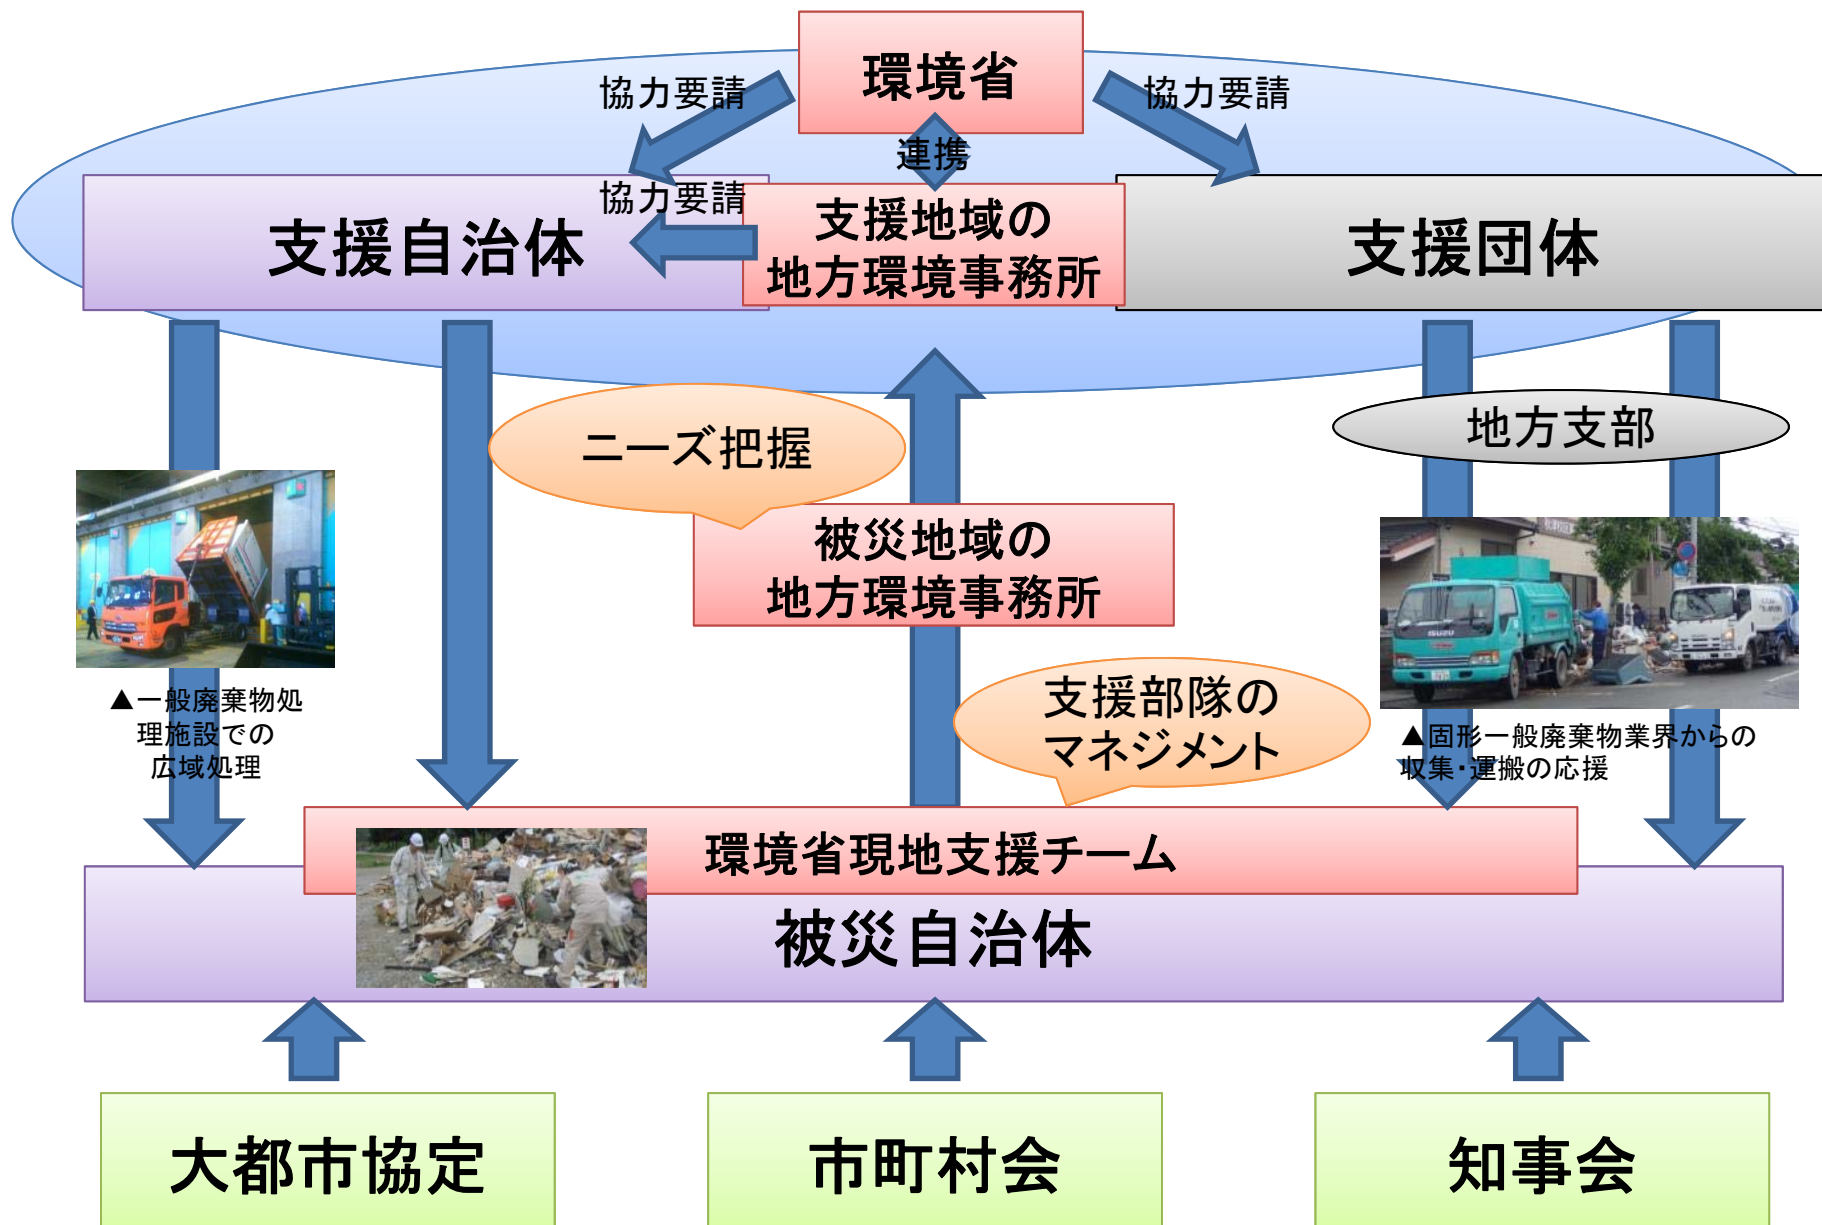 環境省
協力要請
協力要請
連携
協力要請
支援自治体
支援地域の
地方環境事務所
支援団体
ニーズ把握
地方支部
被災地域の
地方環境事務所
▲一般廃棄物処
理施設での
広域処理
支援部隊の
マネジメント
ISUZU
▲固形一般廃棄物業界からの
収集・運搬の応援
環境省現地支援チーム
被災自治体
大都市協定
市町村会
知事会